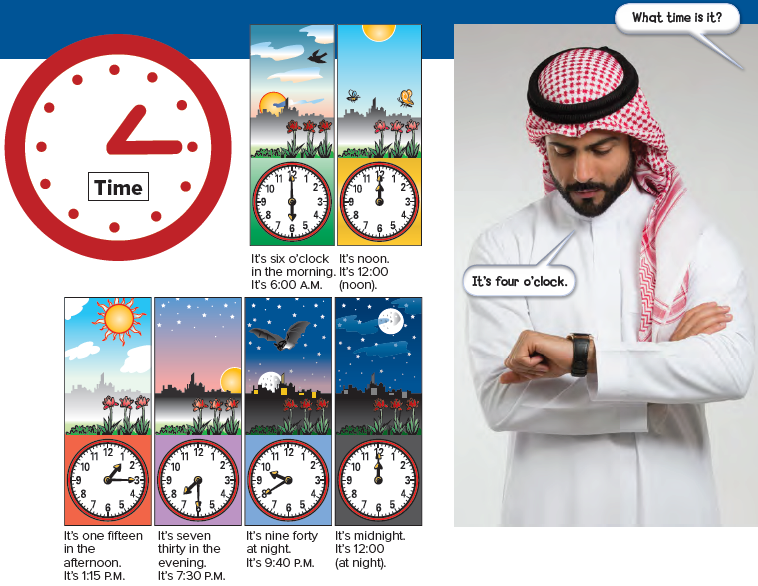 What time is it?
Time
It's six o'clock
in the morning.
It's 6:00 A.M.
It's noon.
It's 12:00
(noon).
It's four o'clock.
It's one fifteen
in the
afternoon.
It's 1:15 P.M.
It's seven
thirty in the
evening.
It's 7:30 P.M.
It's nine forty
at night.
It's 9:40 P.M.
It's midnight.
It's 12:00
(at night).